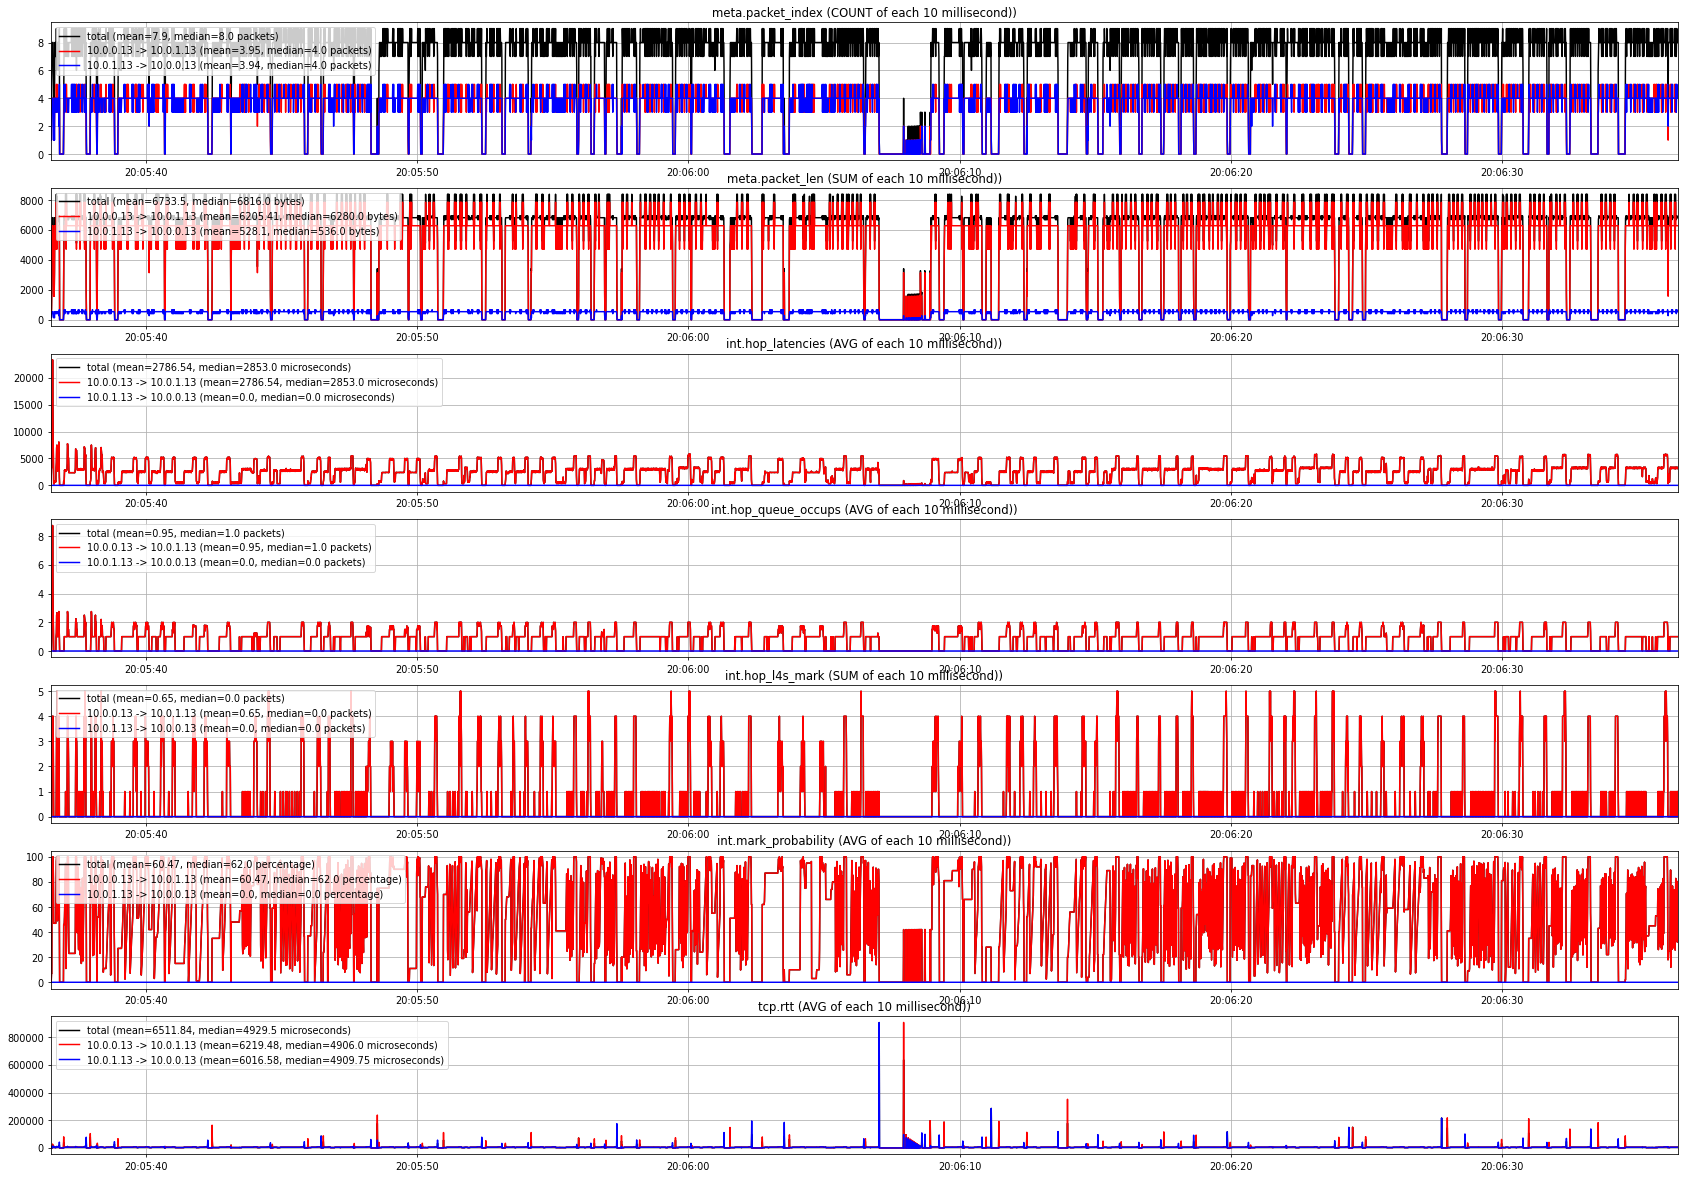 meta.packet_index (COUNT of each 10 millisecond))
total (mean=7.9, median=8.0 packets)
10.0.0.13 -> 10.0.1.13 (mean=3.95, median=4.0 packets)
10.0.1.13 -> 10.0.0.13 (mean=3.94, median=4.0 packets)
8
6
4
2
0
20:05:40 20:05:50 20:06:00 20:06:10 20:06:20 20:06:30
meta.packet_len (SUM of each 10 millisecond))
total (mean=6733.5, median=6816.0 bytes)
10.0.0.13 -> 10.0.1.13 (mean=6205.41, median=6280.0 bytes)
10.0.1.13 -> 10.0.0.13 (mean=528.1, median=536.0 bytes)
8000
6000
4000
2000
0
20:05:40 20:05:50 20:06:00 20:06:10 20:06:20 20:06:30
int.hop_latencies (AVG of each 10 millisecond))
total (mean=2786.54, median=2853.0 microseconds)
10.0.0.13 -> 10.0.1.13 (mean=2786.54, median=2853.0 microseconds)
10.0.1.13 -> 10.0.0.13 (mean=0.0, median=0.0 microseconds)
20000
15000
10000
5000
0
20:05:40 20:05:50 20:06:00 20:06:10 20:06:20 20:06:30
int.hop_queue_occups (AVG of each 10 millisecond))
total (mean=0.95, median=1.0 packets)
10.0.0.13 -> 10.0.1.13 (mean=0.95, median=1.0 packets)
10.0.1.13 -> 10.0.0.13 (mean=0.0, median=0.0 packets)
8
6
4
2
0
20:05:40 20:05:50 20:06:00 20:06:10 20:06:20 20:06:30
int.hop_l4s_mark (SUM of each 10 millisecond))
total (mean=0.65, median=0.0 packets)
10.0.0.13 -> 10.0.1.13 (mean=0.65, median=0.0 packets)
10.0.1.13 -> 10.0.0.13 (mean=0.0, median=0.0 packets)
5
4
3
2
1
0
20:05:40 20:05:50 20:06:00 20:06:10 20:06:20 20:06:30
int.mark_probability (AVG of each 10 millisecond))
total (mean=60.47, median=62.0 percentage)
10.0.0.13 -> 10.0.1.13 (mean=60.47, median=62.0 percentage)
10.0.1.13 -> 10.0.0.13 (mean=0.0, median=0.0 percentage)
100
80
60
40
20
0
20:05:40 20:05:50 20:06:00 20:06:10 20:06:20 20:06:30
tcp.rtt (AVG of each 10 millisecond))
total (mean=6511.84, median=4929.5 microseconds)
10.0.0.13 -> 10.0.1.13 (mean=6219.48, median=4906.0 microseconds)
10.0.1.13 -> 10.0.0.13 (mean=6016.58, median=4909.75 microseconds)
800000
600000
400000
200000
0
20:05:40 20:05:50 20:06:00 20:06:10 20:06:20 20:06:30